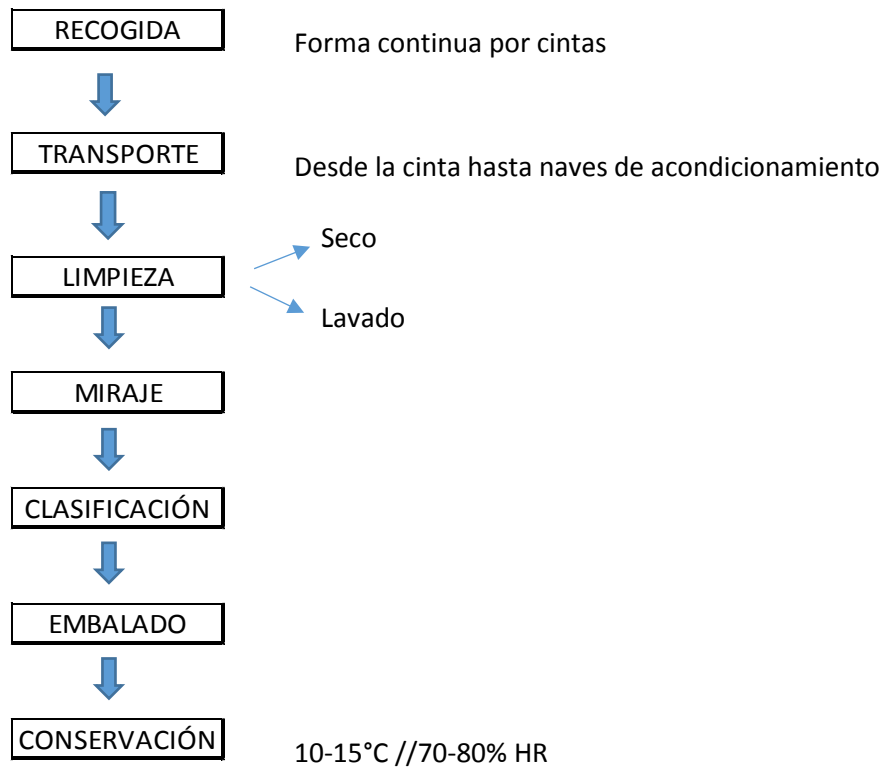 RECOGIDA
Forma continua por cintas
TRANSPORTE
Desde la cinta hasta naves de acondicionamiento
Seco
LIMPIEZA
Lavado
MIRAJE
CLASIFICACIÓN
EMBALADO
CONSERVACIÓN
10-15°C //70-80% HR